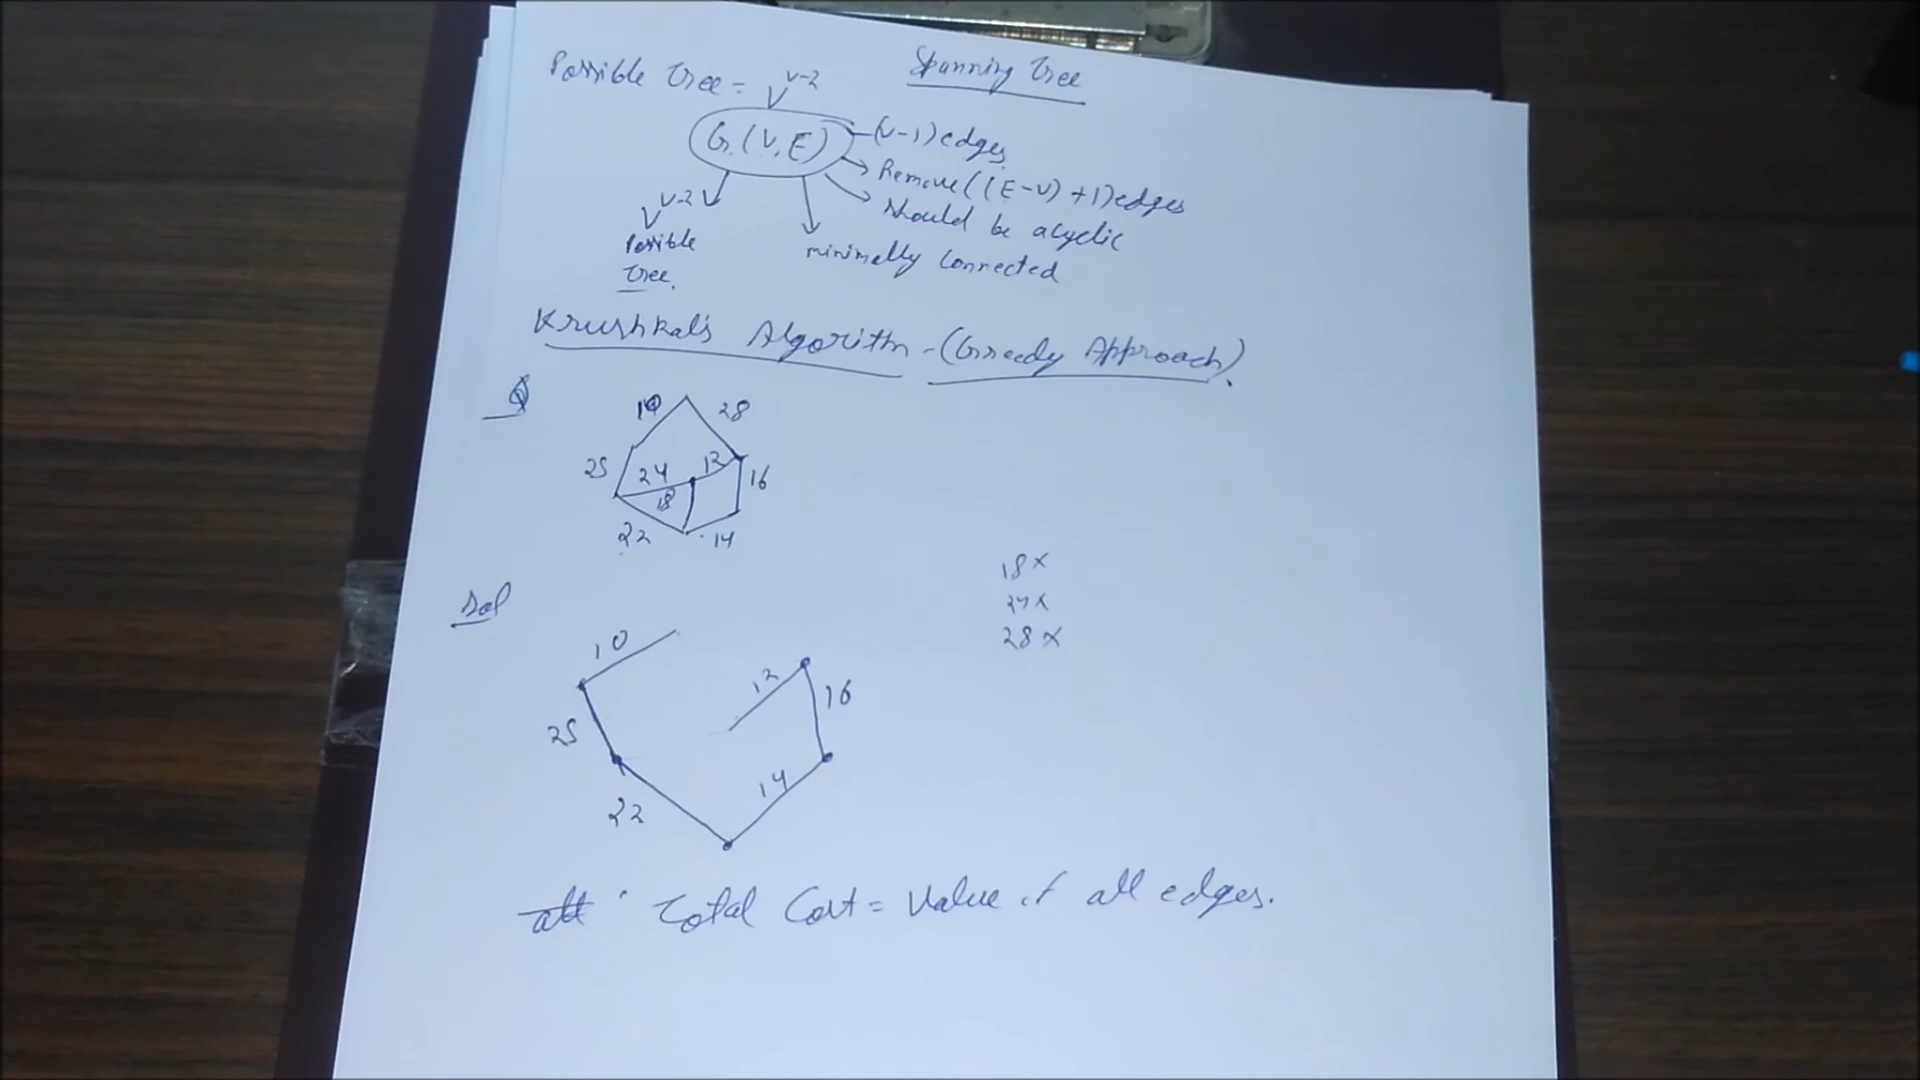 Spanning Tree
Possible Tree = V^v-2
G(V,E)
(v-1) edges
Remove ((E-V)+1) edges
should be acyclic
minimally connected
V^v-2
Possible
Tree.
Krushkal's Algorithm - (Greedy Approach).
Q
10 28
25 24 12 16
18
22 14
Sol
10
12
16
25
14
22
18 x
24 x
28 x
Total Cost = Value of all edges.